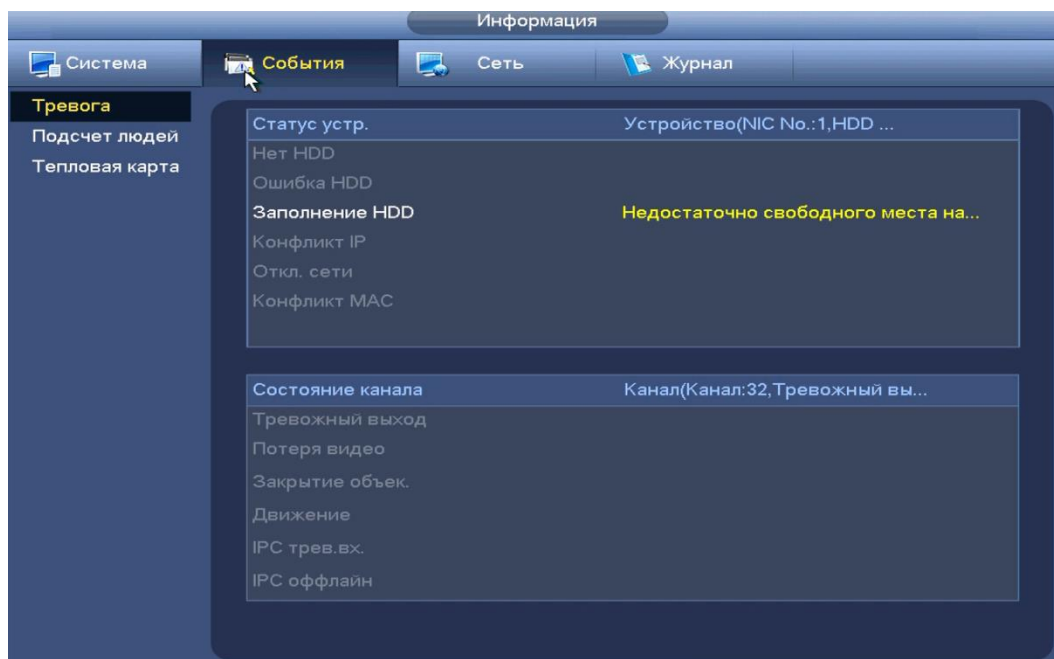 Информация
Система События Сеть Журнал
Тревога
Подсчет людей
Тепловая карта
Статус устр. Устройство(NIC No.:1,HDD ...
Нет HDD
Ошибка HDD
Заполнение HDD Недостаточно свободного места на...
Конфликт IP
Откл. сети
Конфликт MAC
Состояние канала Канал(Канал:32,Тревожный вы...
Тревожный выход
Потеря видео
Закрытие объек.
Движение
IPC трев.вх.
IPC оффлайн